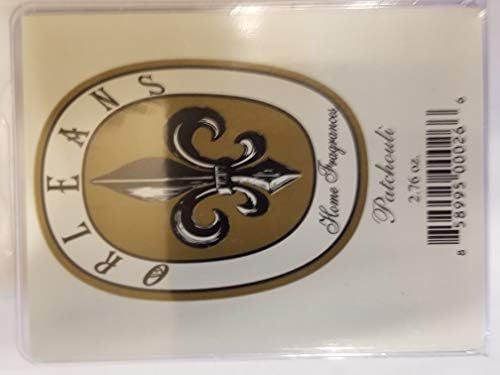 ORLEANS
Home Fragrances
Patchouli
2.76 oz.
8 58995 00026 6